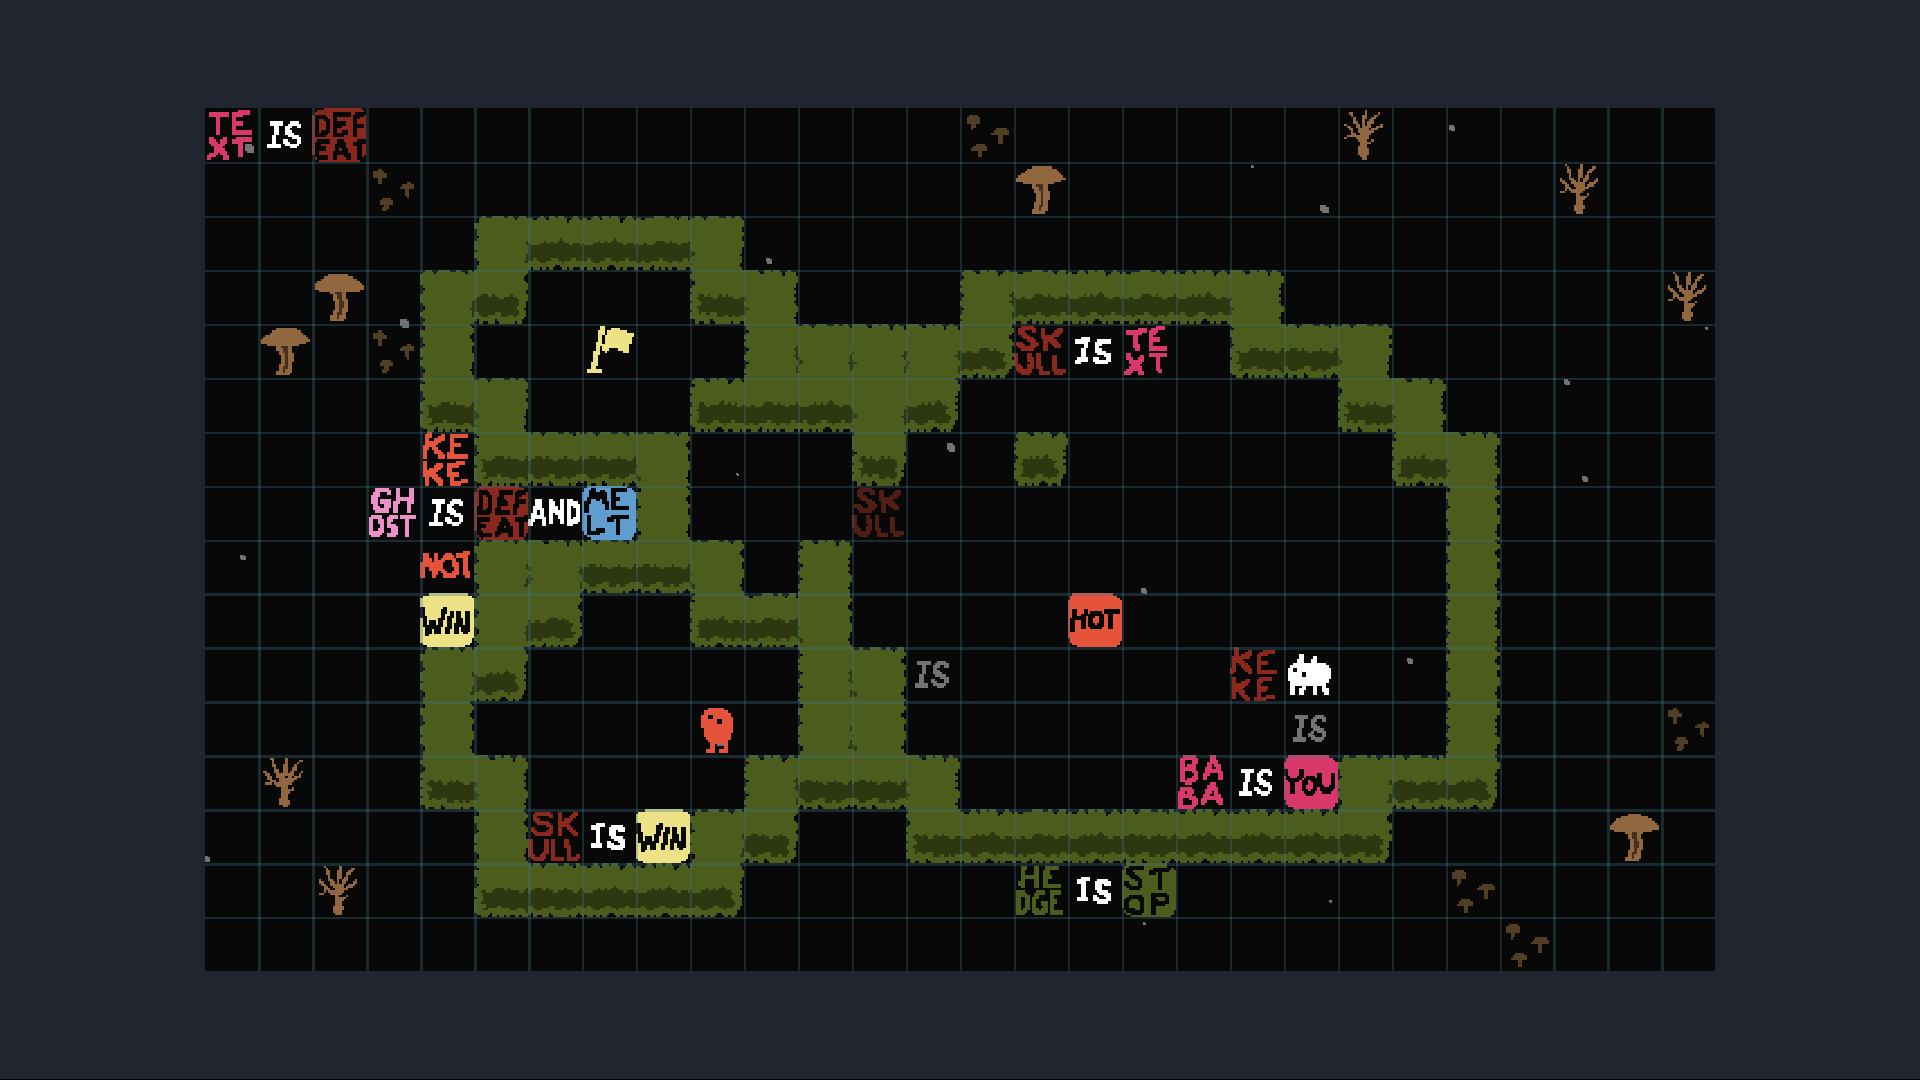 TEXT IS DEFEAT
SKULL IS TEXT
KEKE
GHOST IS DEFEAT AND MELT
SKULL
NOT
WIN
HOT
IS
KEKE
IS
BABA IS YOU
SKULL IS WIN
HEDGE IS STOP